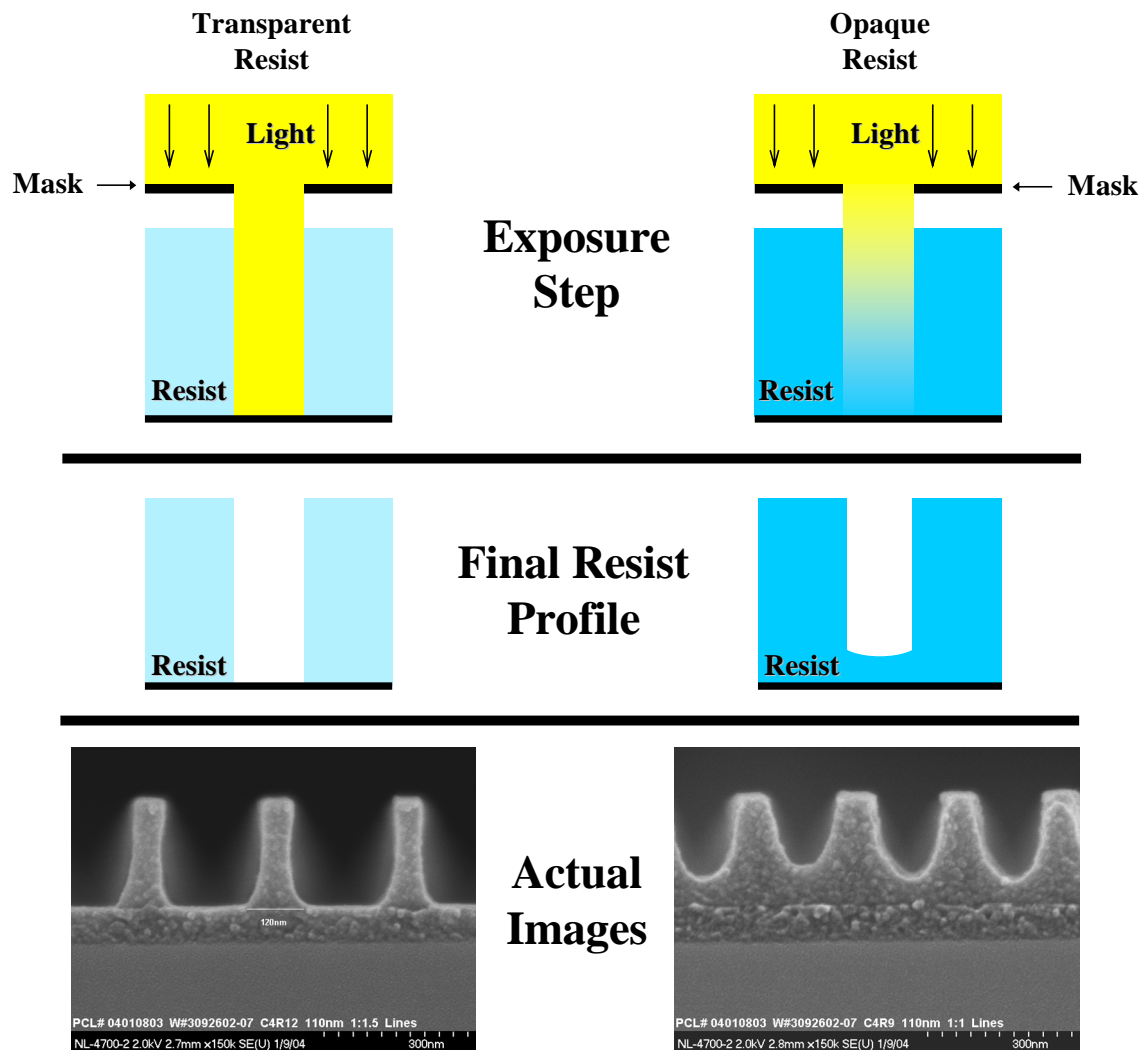 Transparent
Resist
Opaque
Resist
Light
Light
Mask
Mask
Exposure
Step
Resist
Resist
Final Resist
Profile
Resist
Resist
Actual
Images
120nm
PCL# 04010803 W#3092602-07 C4R12 110nm 1:1.5 Lines
NL-4700-2 2.0kV 2.7mm x150k SE(U) 1/9/04 300nm
PCL# 04010803 W#3092602-07 C4R9 110nm 1:1 Lines
NL-4700-2 2.0kV 2.8mm x150k SE(U) 1/9/04 300nm